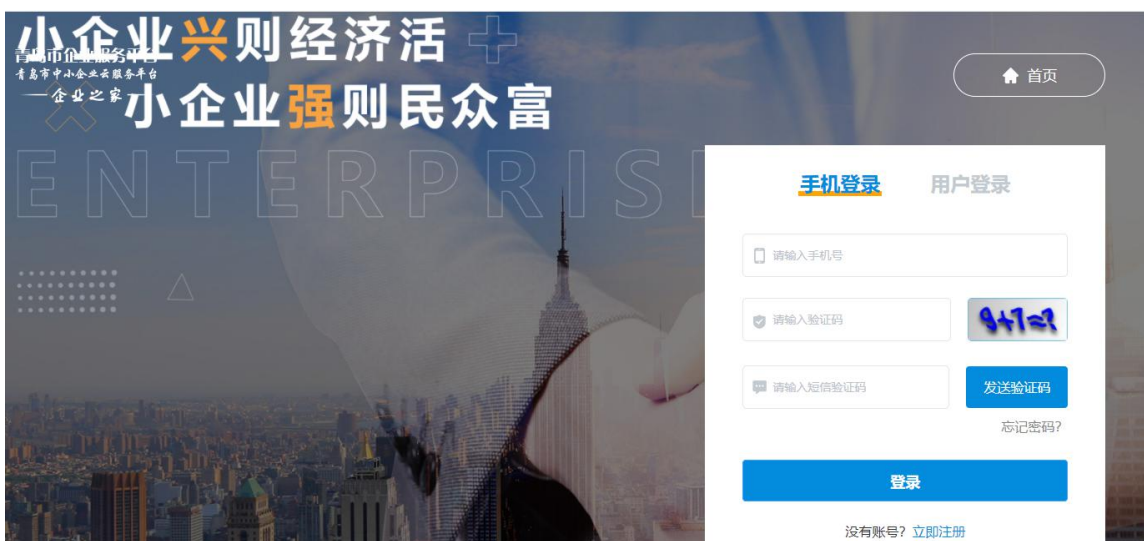 小企业兴则经济活
青岛市企业服务平台
青岛市中小企业云服务平台
——企业之家——
小企业强则民众富
首页
ENTERPRIS
手机登录 用户登录
请输入手机号
请输入验证码
9+7=?
请输入短信验证码
发送验证码
忘记密码?
登录
没有账号? 立即注册